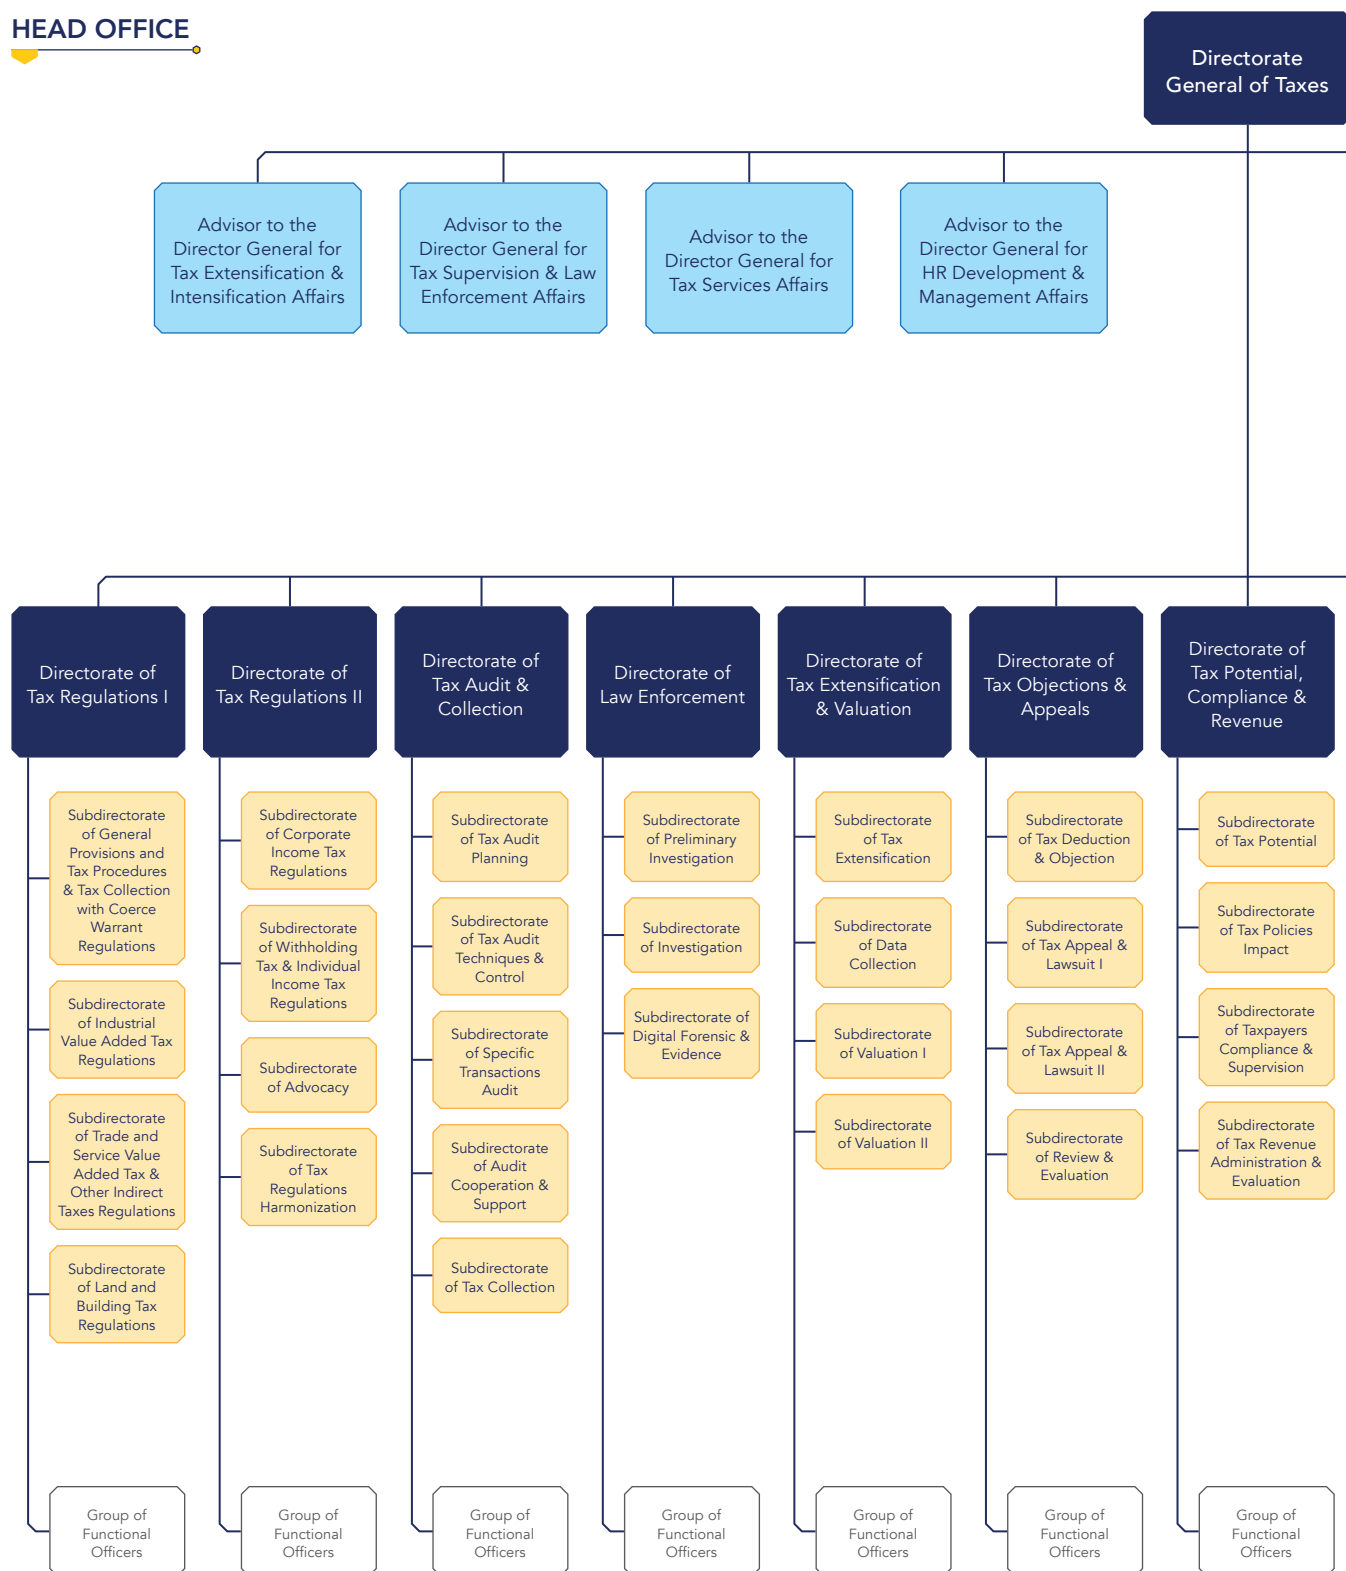 HEAD OFFICE
Directorate
General of Taxes
Advisor to the
Director General for
Tax Extensification &
Intensification Affairs
Advisor to the
Director General for
Tax Supervision & Law
Enforcement Affairs
Advisor to the
Director General for
Tax Services Affairs
Advisor to the
Director General for
HR Development &
Management Affairs
Directorate of
Tax Regulations I
Subdirectorate
of General
Provisions and
Tax Procedures
& Tax Collection
with Coerce
Warrant
Regulations
Subdirectorate
of Industrial
Value Added Tax
Regulations
Subdirectorate
of Trade and
Service Value
Added Tax &
Other Indirect
Taxes Regulations
Subdirectorate
of Land and
Building Tax
Regulations
Group of
Functional
Officers
Directorate of
Tax Regulations II
Subdirectorate
of Corporate
Income Tax
Regulations
Subdirectorate
of Withholding
Tax & Individual
Income Tax
Regulations
Subdirectorate
of Advocacy
Subdirectorate
of Tax
Regulations
Harmonization
Group of
Functional
Officers
Directorate of
Tax Audit &
Collection
Subdirectorate
of Tax Audit
Planning
Subdirectorate
of Tax Audit
Techniques &
Control
Subdirectorate
of Specific
Transactions
Audit
Subdirectorate
of Audit
Cooperation &
Support
Subdirectorate
of Tax Collection
Group of
Functional
Officers
Directorate of
Law Enforcement
Subdirectorate
of Preliminary
Investigation
Subdirectorate
of Investigation
Subdirectorate of
Digital Forensic &
Evidence
Group of
Functional
Officers
Directorate of
Tax Extensification
& Valuation
Subdirectorate
of Tax
Extensification
Subdirectorate
of Data
Collection
Subdirectorate
of Valuation I
Subdirectorate
of Valuation II
Group of
Functional
Officers
Directorate of
Tax Objections &
Appeals
Subdirectorate
of Tax Deduction
& Objection
Subdirectorate
of Tax Appeal &
Lawsuit I
Subdirectorate
of Tax Appeal &
Lawsuit II
Subdirectorate
of Review &
Evaluation
Group of
Functional
Officers
Directorate of
Tax Potential,
Compliance &
Revenue
Subdirectorate
of Tax Potential
Subdirectorate
of Tax Policies
Impact
Subdirectorate
of Taxpayers
Compliance &
Supervision
Subdirectorate
of Tax Revenue
Administration &
Evaluation
Group of
Functional
Officers